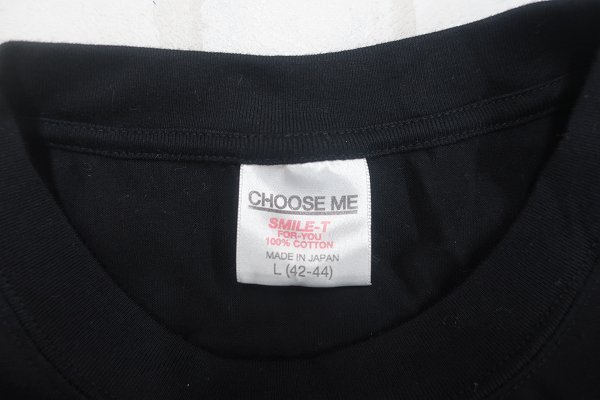 CHOOSE ME
SMILE-T
FOR-YOU
100% COTTON
MADE IN JAPAN
L (42-44)